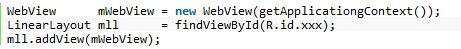 WebView mWebView = new WebView(getApplicationgContext());
LinearLayout mll = findViewById(R.id.xxx);
mll.addView(mWebView);